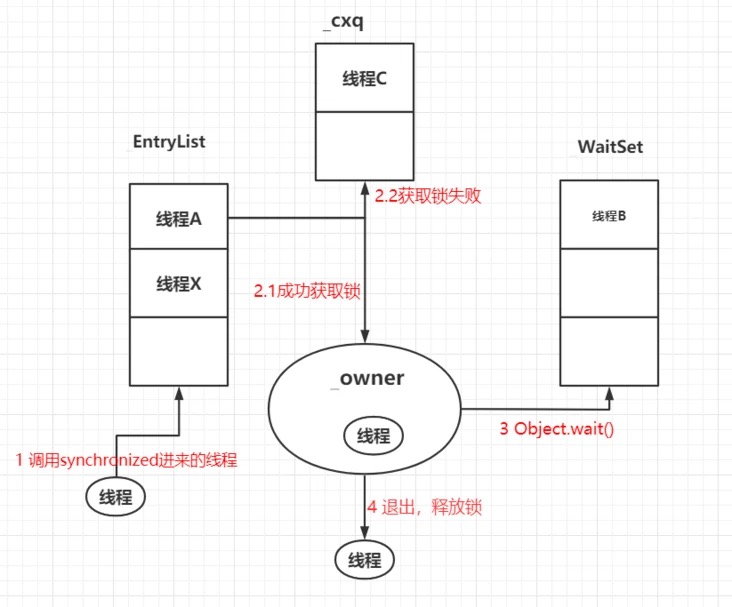 _cxq
线程C
EntryList
WaitSet
2.2获取锁失败
线程A
线程B
线程X
2.1成功获取锁
_owner
线程
3 Object.wait()
1 调用synchronized进来的线程
线程
4 退出，释放锁
线程